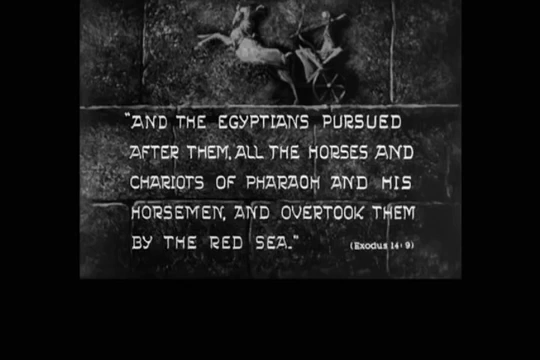 "AND THE EGYPTIANS PURSUED
AFTER THEM, ALL THE HORSES AND
CHARIOTS OF PHARAOH AND HIS
HORSEMEN, AND OVERTOOK THEM
BY THE RED SEA."
(Exodus 14:9)